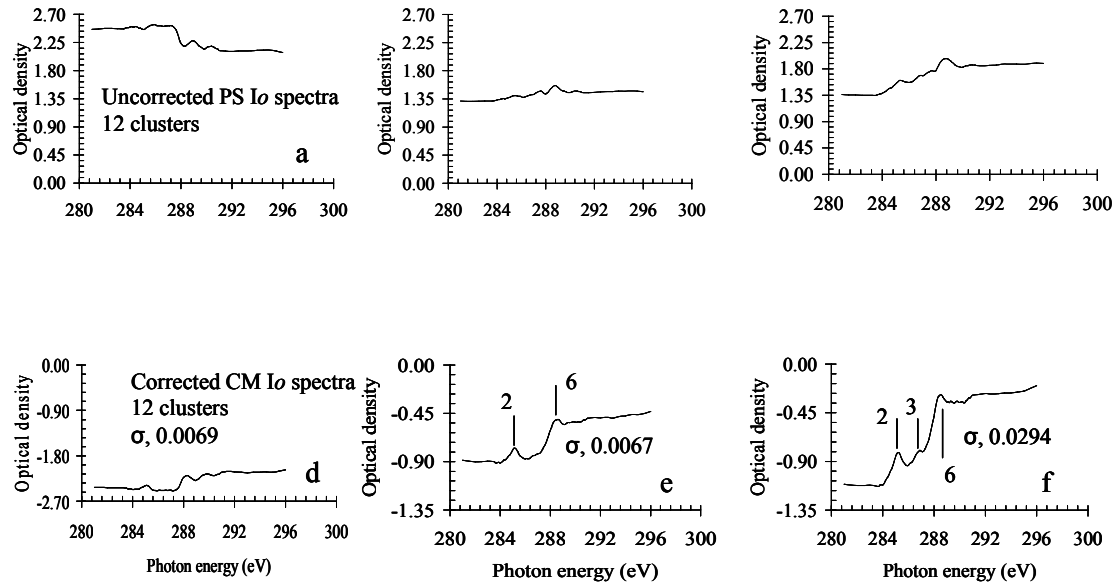 2.70
2.25
1.80
1.35
0.90
0.45
0.00
Optical density
Uncorrected PS Io spectra
12 clusters
a
280 284 288 292 296 300
2.70
2.25
1.80
1.35
0.90
0.45
0.00
Optical density
280 284 288 292 296 300
2.70
2.25
1.80
1.35
0.90
0.45
0.00
Optical density
280 284 288 292 296 300
0.00
-0.90
-1.80
-2.70
Optical density
Corrected CM Io spectra
12 clusters
σ, 0.0069
d
280 284 288 292 296 300
Photon energy (eV)
0.00
-0.45
-0.90
-1.35
Optical density
2
6
σ, 0.0067
e
280 284 288 292 296 300
Photon energy (eV)
0.00
-0.45
-0.90
-1.35
Optical density
2
3
6
σ, 0.0294
f
280 284 288 292 296 300
Photon energy (eV)